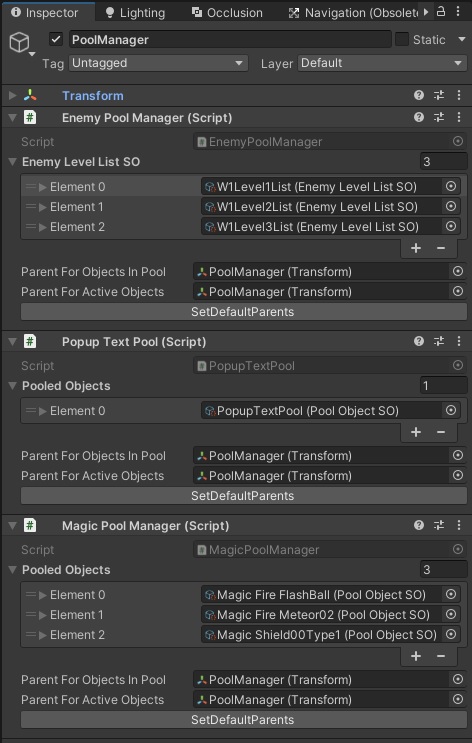 Inspector Lighting Occlusion Navigation (Obsolet
PoolManager Static
Tag Untagged Layer Default
Transform
# Enemy Pool Manager (Script)
Script EnemyPoolManager
Enemy Level List SO 3
Element 0 W1Level1List (Enemy Level List SO)
Element 1 W1Level2List (Enemy Level List SO)
Element 2 W1Level3List (Enemy Level List SO)
+ −
Parent For Objects In Pool PoolManager (Transform)
Parent For Active Objects PoolManager (Transform)
SetDefaultParents
# Popup Text Pool (Script)
Script PopupTextPool
Pooled Objects 1
Element 0 PopupTextPool (Pool Object SO)
+ −
Parent For Objects In Pool PoolManager (Transform)
Parent For Active Objects PoolManager (Transform)
SetDefaultParents
# Magic Pool Manager (Script)
Script MagicPoolManager
Pooled Objects 3
Element 0 Magic Fire FlashBall (Pool Object SO)
Element 1 Magic Fire Meteor02 (Pool Object SO)
Element 2 Magic Shield00Type1 (Pool Object SO)
+ −
Parent For Objects In Pool PoolManager (Transform)
Parent For Active Objects PoolManager (Transform)
SetDefaultParents